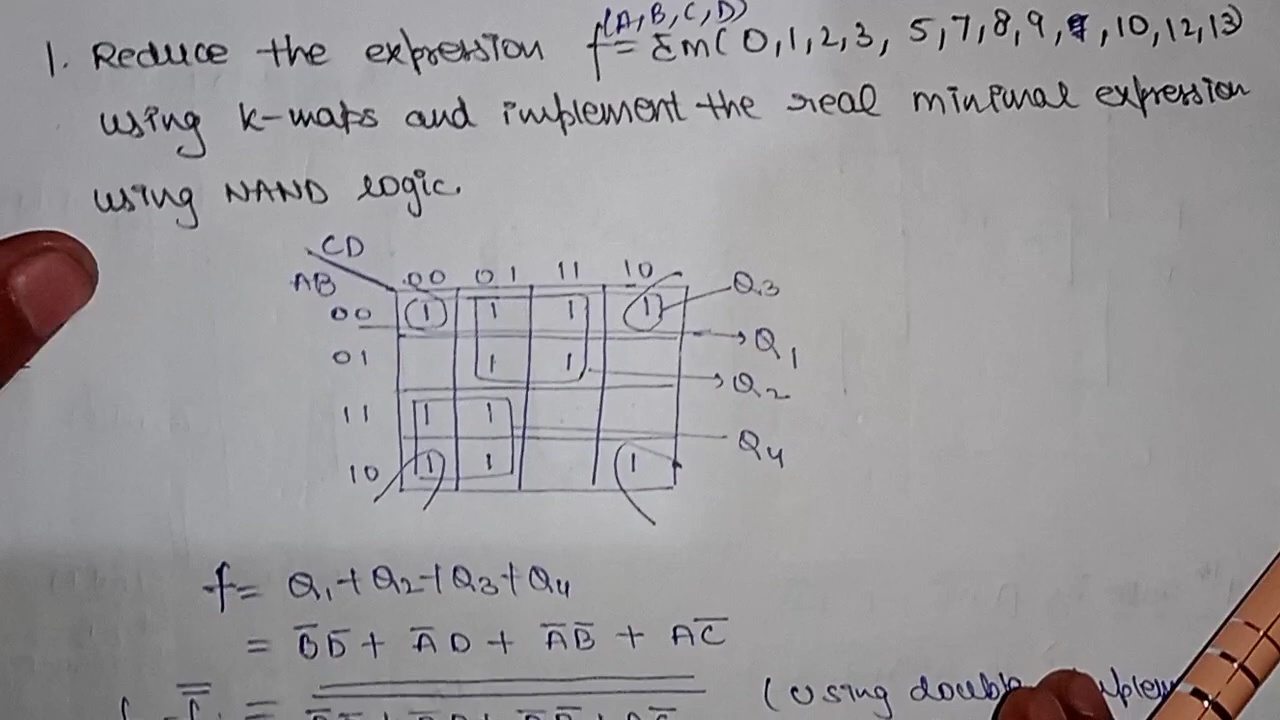 1. Reduce the expression f(A,B,C,D) = Σm(0,1,2,3, 5,7,8,9, 10,12,13)
using k-maps and implement the real minimal expression
using NAND logic.
CD
AB 00 01 11 10
00 1 1 1 1 Q3
Q1
01 1 1
Q2
11 1 1
Q4
10 1 1 1
f = Q1 + Q2 + Q3 + Q4
= B̅D̅ + A̅D + A̅B̅ + AC̅
(using double